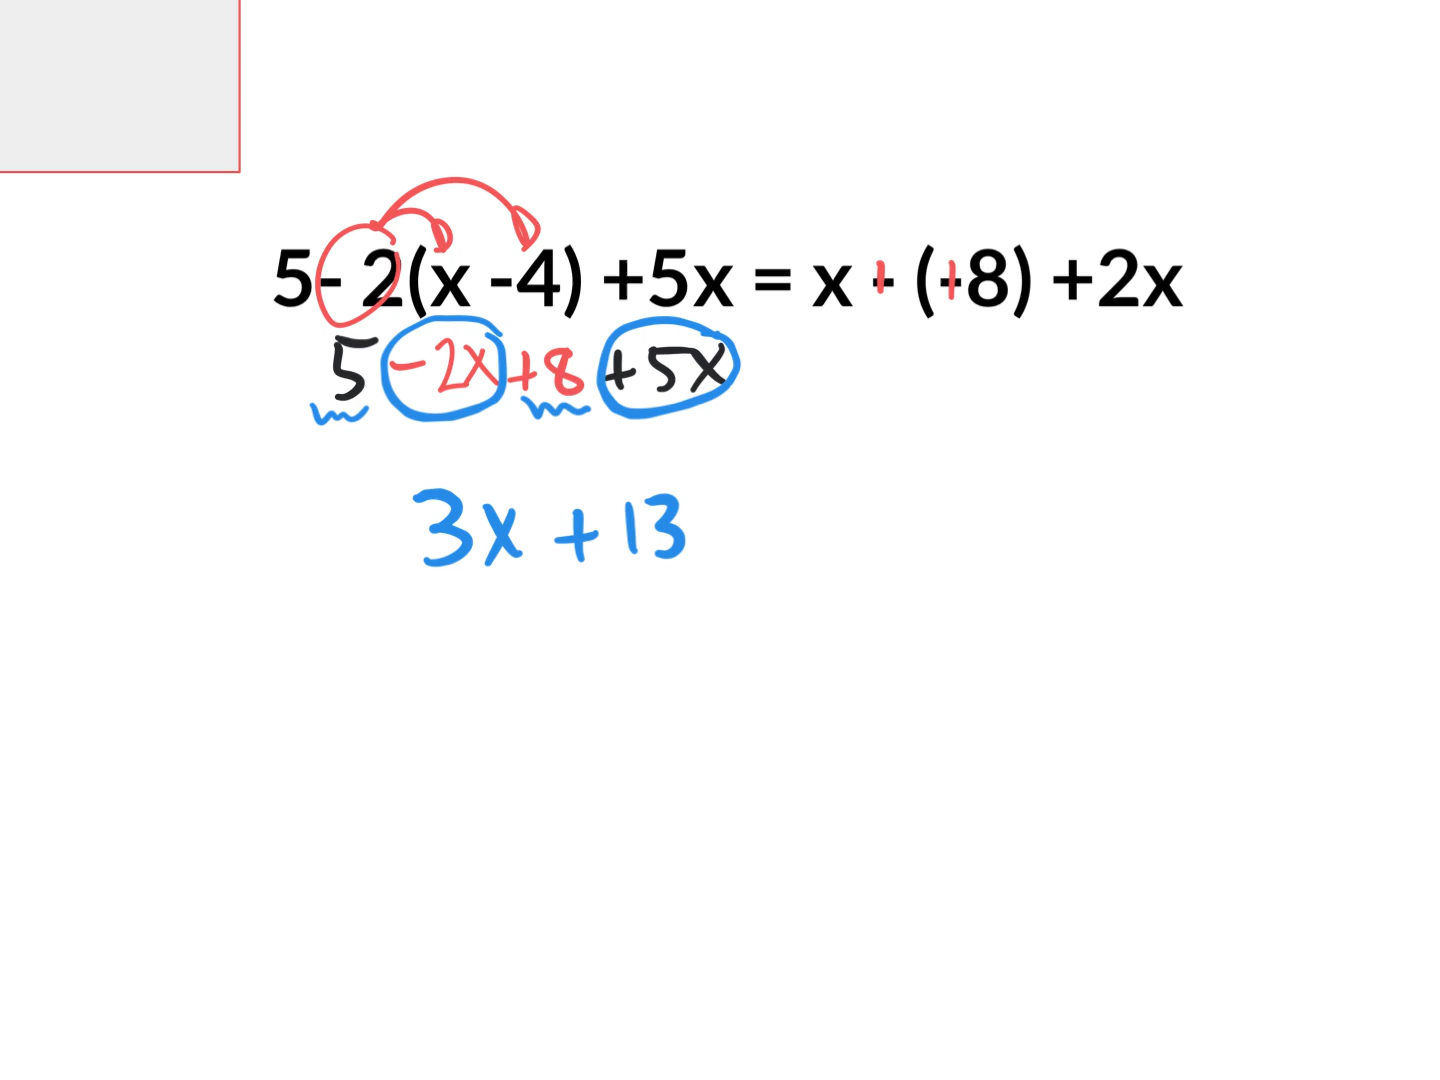 5- 2(x -4) +5x = x + (+8) +2x
5 -2x +8 +5x
3x + 13